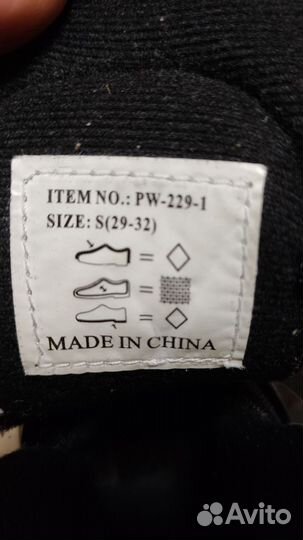 ITEM NO.: PW-229-1
SIZE: S(29-32)
=
=
=
MADE IN CHINA
Avito